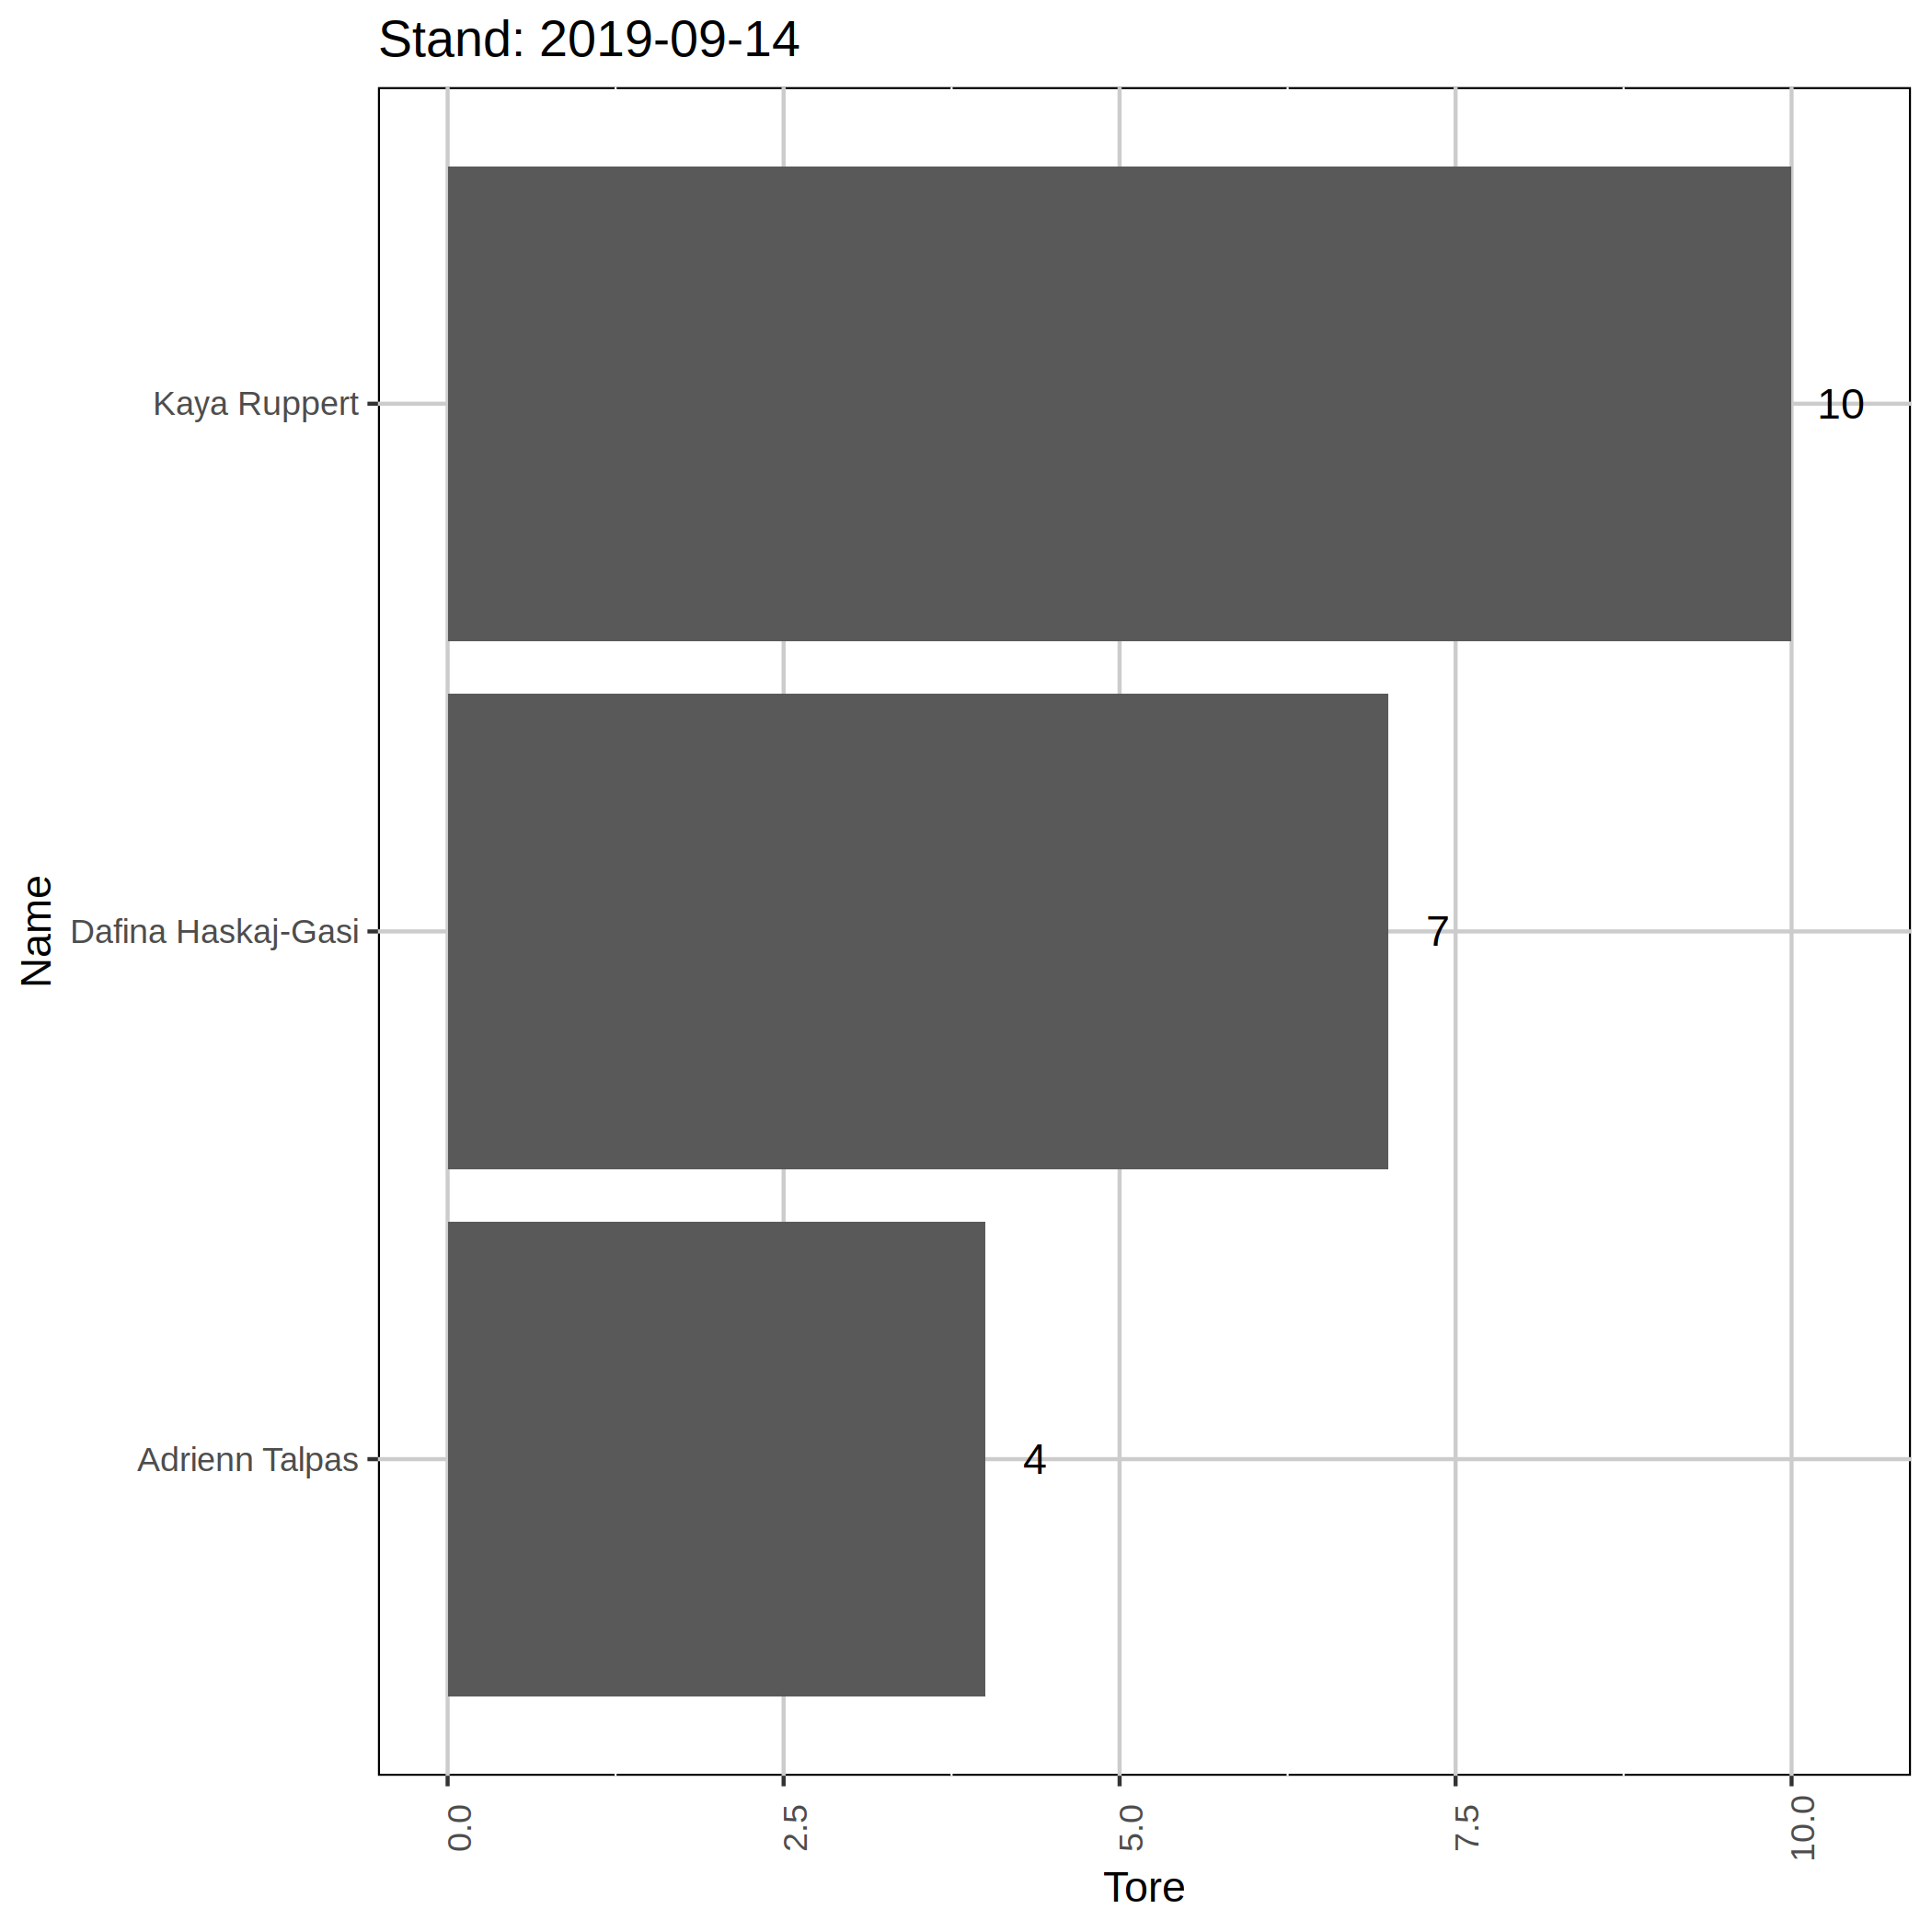 Stand: 2019-09-14
Kaya Ruppert
10
Dafina Haskaj-Gasi
7
Adrienn Talpas
4
Name
0.0
2.5
5.0
7.5
10.0
Tore